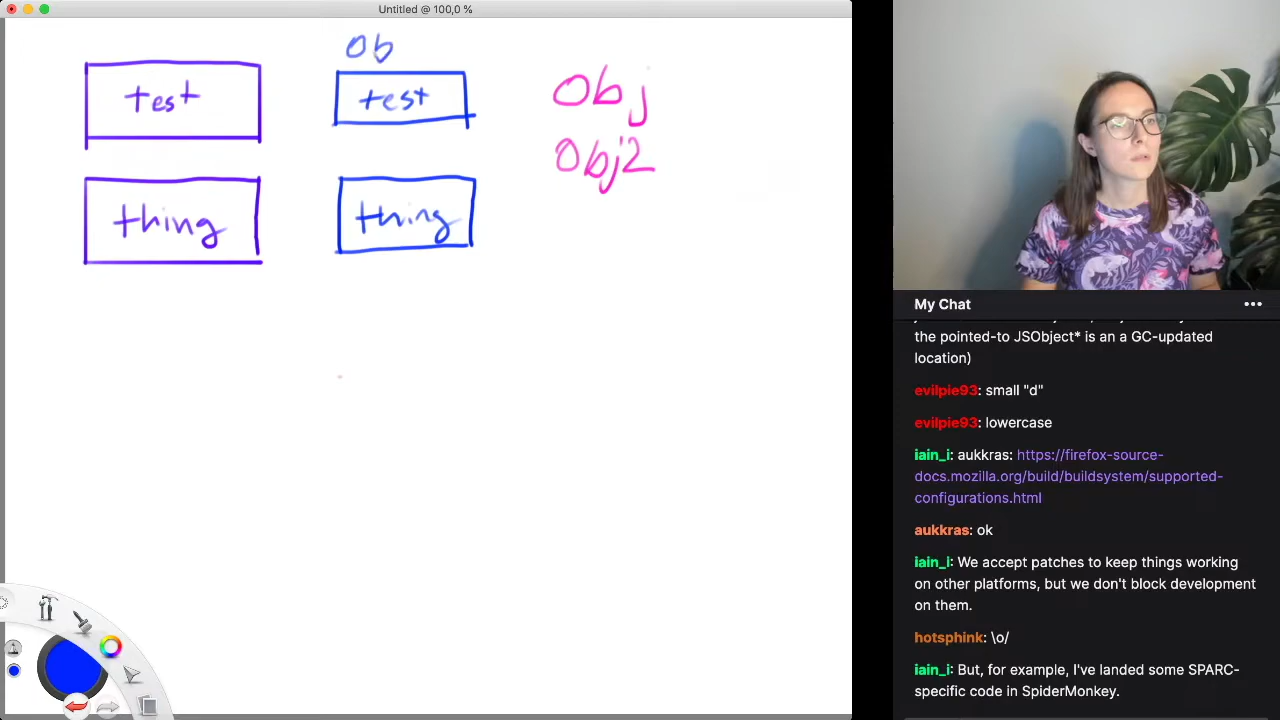 Untitled @ 100,0 %
Ob
test
test
Obj
Obj2
thing
thing
My Chat
the pointed-to JSObject* is an a GC-updated
location)
evilpie93: small "d"
evilpie93: lowercase
iain_i: aukkras: https://firefox-source-
docs.mozilla.org/build/buildsystem/supported-
configurations.html
aukkras: ok
iain_i: We accept patches to keep things working
on other platforms, but we don't block development
on them.
hotsphink: \o/
iain_i: But, for example, I've landed some SPARC-
specific code in SpiderMonkey.